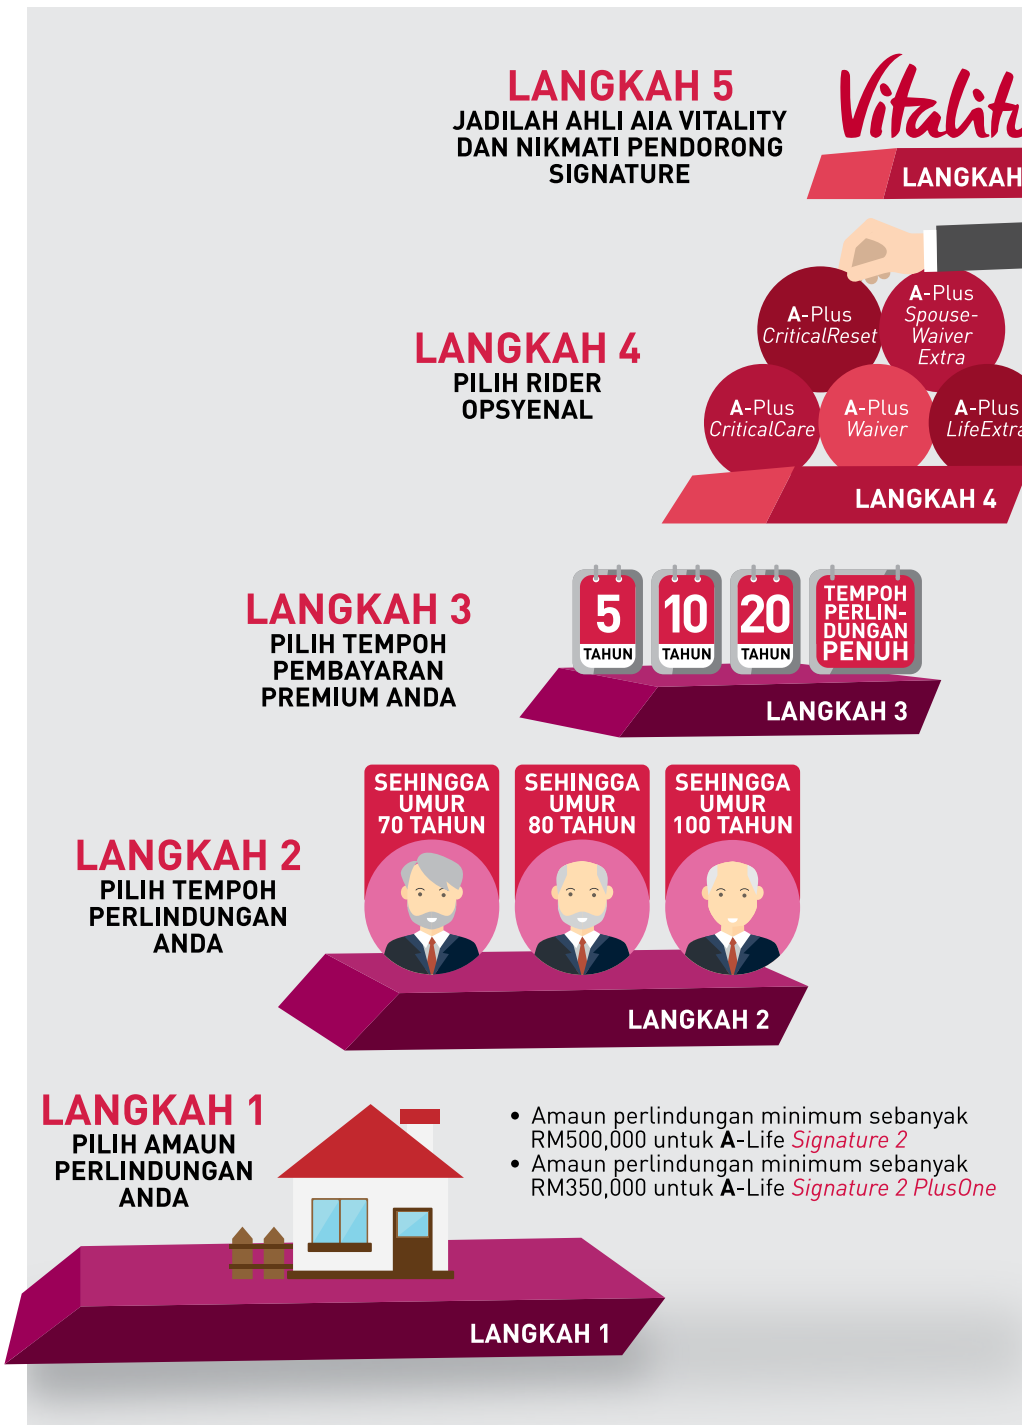 LANGKAH 5
JADILAH AHLI AIA VITALITY
DAN NIKMATI PENDORONG
SIGNATURE
LANGKAH
A-Plus
CriticalReset
A-Plus
Spouse-
Waiver
Extra
LANGKAH 4
PILIH RIDER
OPSYENAL
A-Plus
CriticalCare
A-Plus
Waiver
A-Plus
LANGKAH 4
LANGKAH 3
PILIH TEMPOH
PEMBAYARAN
PREMIUM ANDA
5
TAHUN
10
TAHUN
20
TAHUN
TEMPOH
PERLIN-
DUNGAN
PENUH
LANGKAH 3
SEHINGGA
UMUR
70 TAHUN
SEHINGGA
UMUR
80 TAHUN
SEHINGGA
UMUR
100 TAHUN
LANGKAH 2
PILIH TEMPOH
PERLINDUNGAN
ANDA
LANGKAH 2
LANGKAH 1
PILIH AMAUN
PERLINDUNGAN
ANDA
• Amaun perlindungan minimum sebanyak
RM500,000 untuk A-Life Signature 2
• Amaun perlindungan minimum sebanyak
RM350,000 untuk A-Life Signature 2 PlusOne
LANGKAH 1